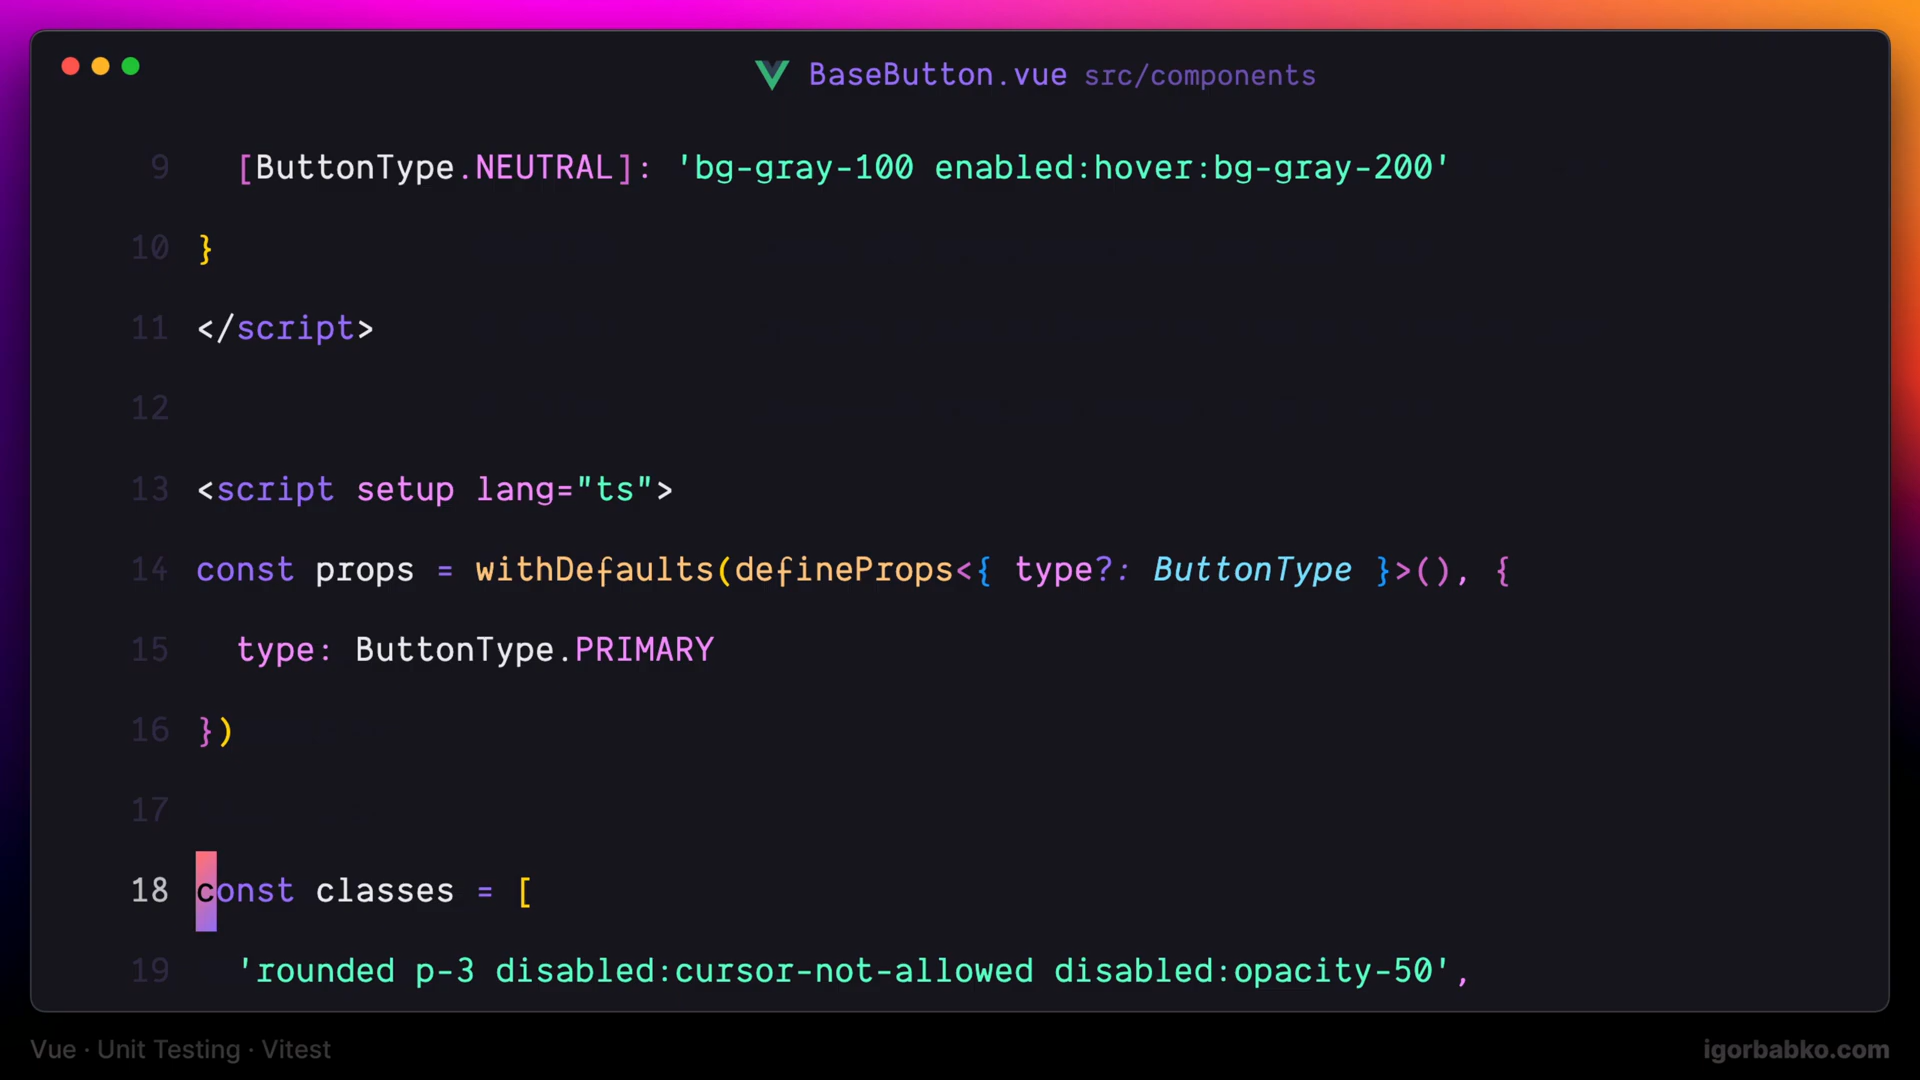 BaseButton.vue src/components
9 [ButtonType.NEUTRAL]: 'bg-gray-100 enabled:hover:bg-gray-200'
10 }
11 </script>
12
13 <script setup lang="ts">
14 const props = withDefaults(defineProps<{ type?: ButtonType }>(), {
15 type: ButtonType.PRIMARY
16 })
17
18 const classes = [
19 'rounded p-3 disabled:cursor-not-allowed disabled:opacity-50',
Vue · Unit Testing · Vitest
igorbabko.com